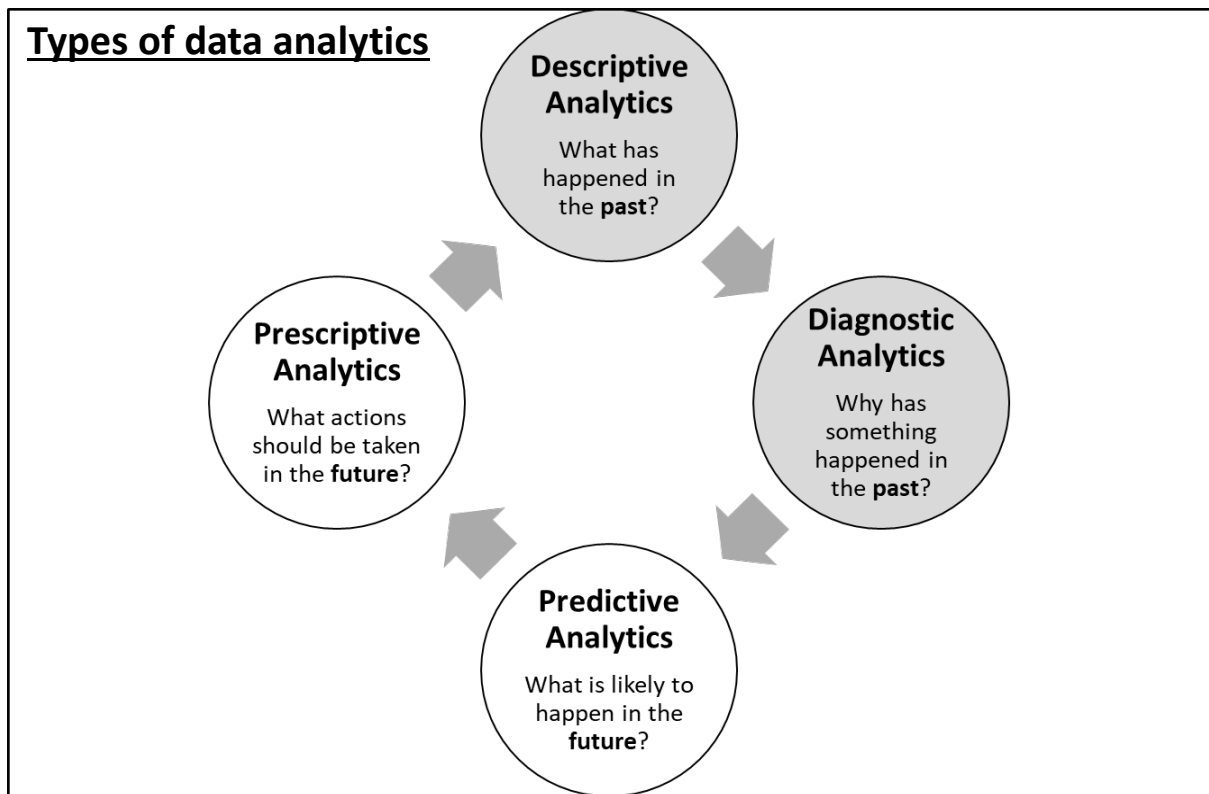 Types of data analytics
Descriptive
Analytics
What has
happened in
the past?
Diagnostic
Analytics
Why has
something
happened in
the past?
Predictive
Analytics
What is likely to
happen in the
future?
Prescriptive
Analytics
What actions
should be taken
in the future?